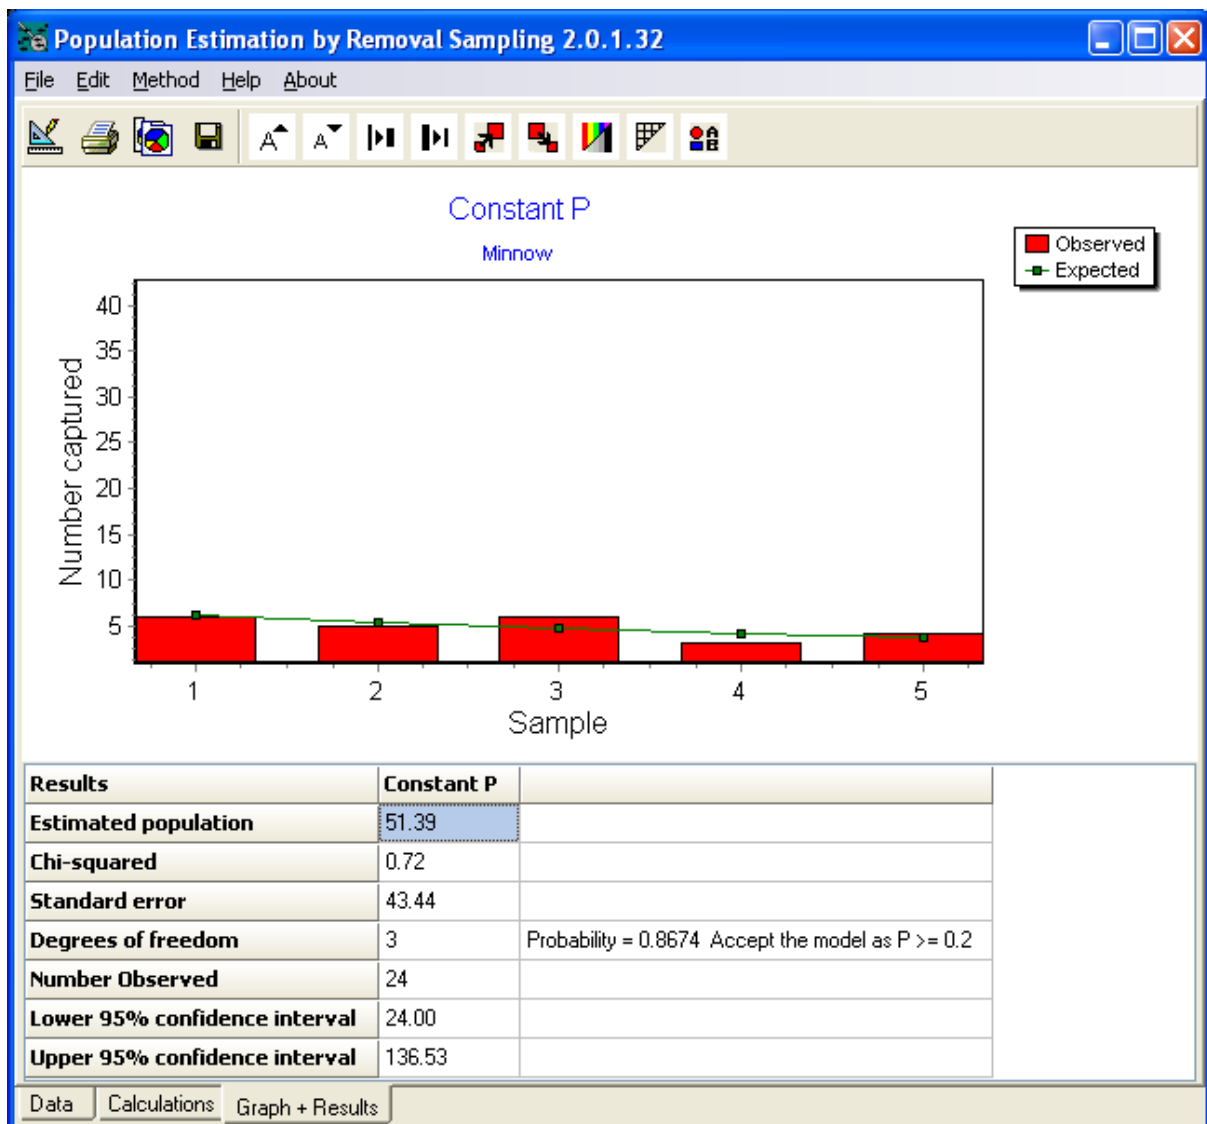 Population Estimation by Removal Sampling 2.0.1.32
File Edit Method Help About
Constant P
Minnow
Observed
Expected
40
35
30
25
20
15
10
5
Number captured
1 2 3 4 5
Sample
Results Constant P
Estimated population 51.39
Chi-squared 0.72
Standard error 43.44
Degrees of freedom 3 Probability = 0.8674 Accept the model as P >= 0.2
Number Observed 24
Lower 95% confidence interval 24.00
Upper 95% confidence interval 136.53
Data Calculations Graph + Results